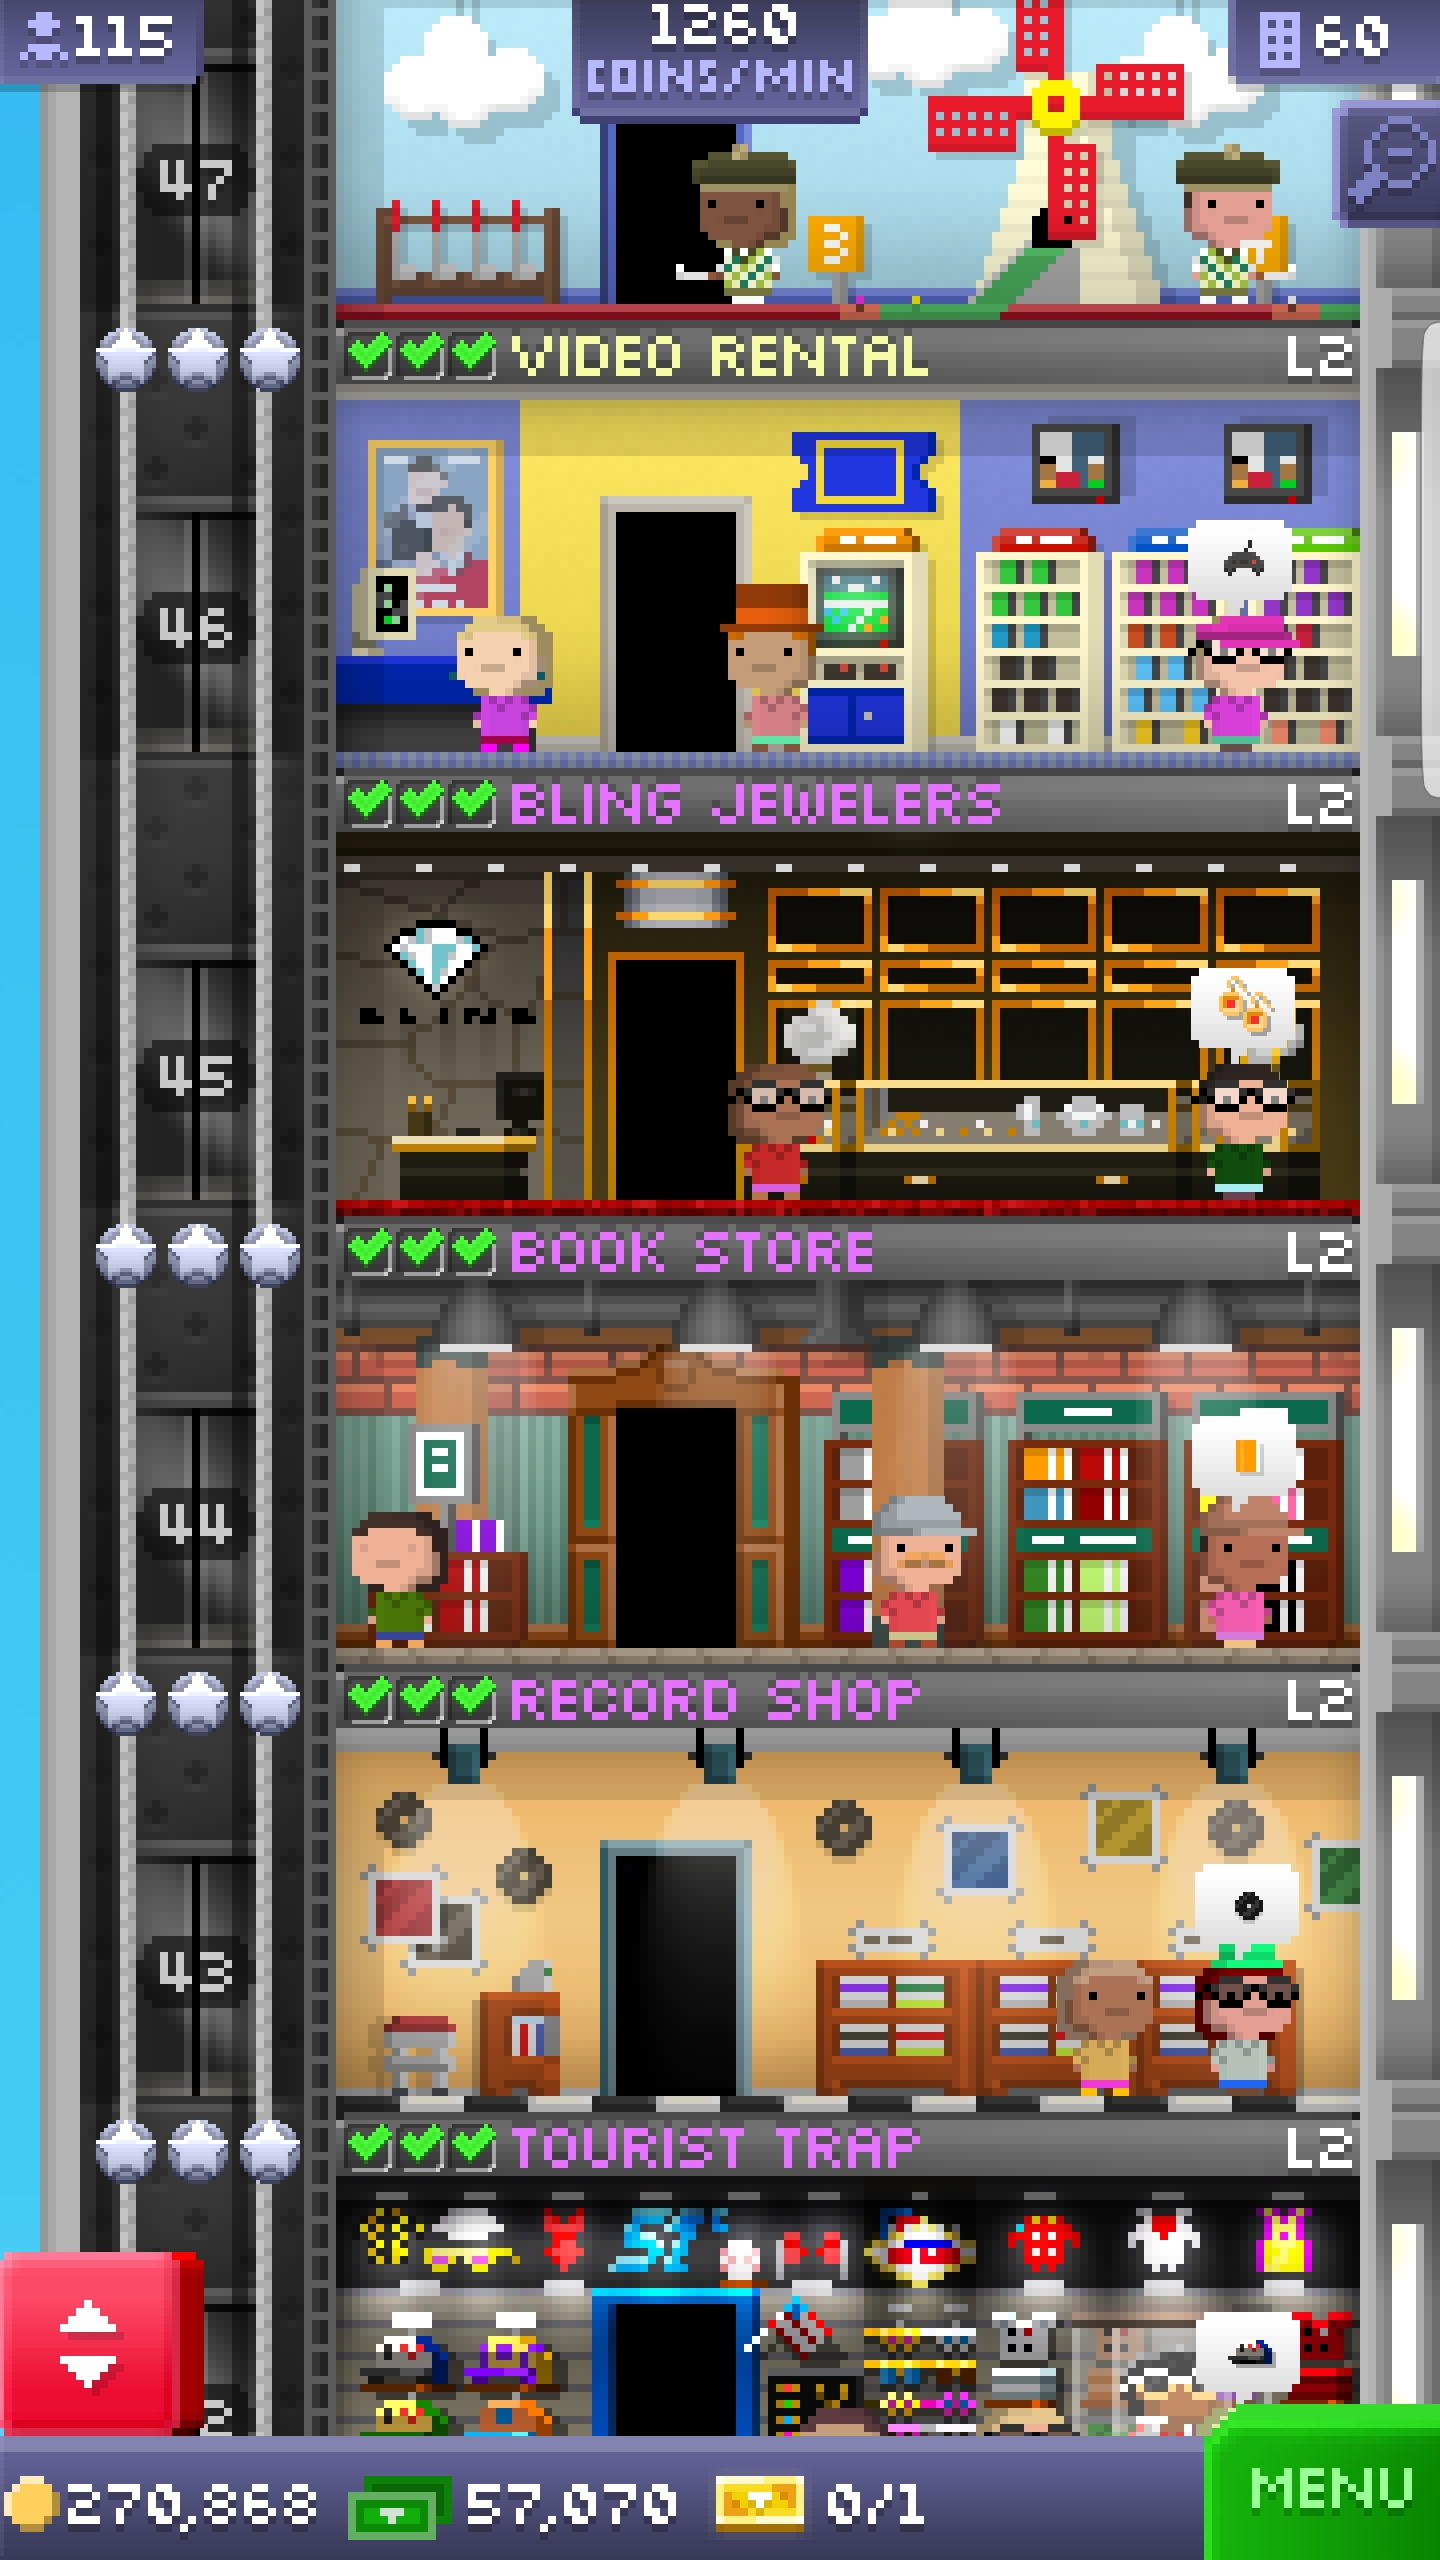 115
1260
COINS/MIN
60
47
3
VIDEO RENTAL L2
46
BLING JEWELERS L2
BLING
45
BOOK STORE L2
44
RECORD SHOP L2
43
TOURIST TRAP L2
270,868 57,070 0/1 MENU